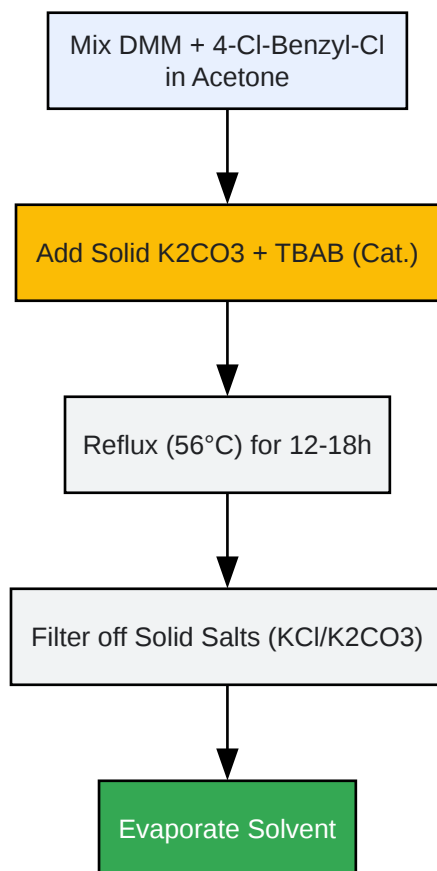 Mix DMM + 4-Cl-Benzyl-Cl
in Acetone
Add Solid K2CO3 + TBAB (Cat.)
Reflux (56°C) for 12-18h
Filter off Solid Salts (KCl/K2CO3)
Evaporate Solvent